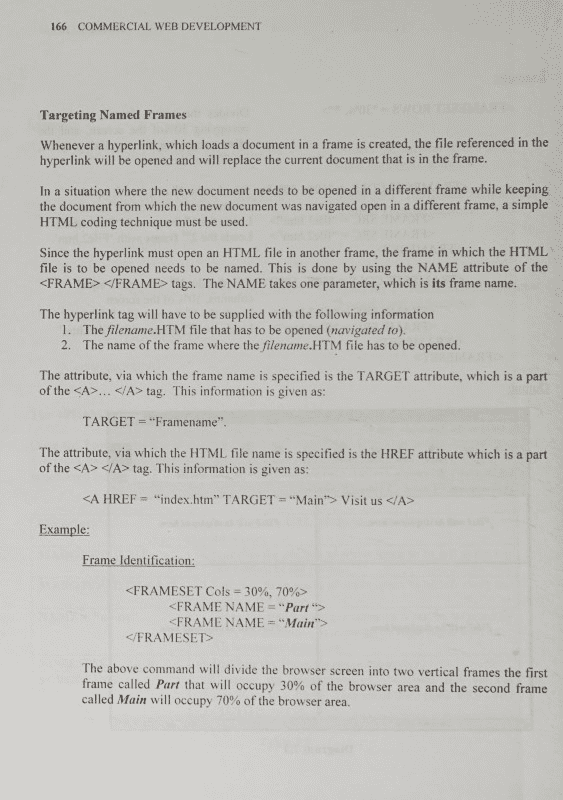 166 COMMERCIAL WEB DEVELOPMENT
Targeting Named Frames
Whenever a hyperlink, which loads a document in a frame is created, the file referenced in the
hyperlink will be opened and will replace the current document that is in the frame.
In a situation where the new document needs to be opened in a different frame while keeping
the document from which the new document was navigated open in a different frame, a simple
HTML coding technique must be used.
Since the hyperlink must open an HTML file in another frame, the frame in which the HTML
file is to be opened needs to be named. This is done by using the NAME attribute of the
<FRAME> </FRAME> tags. The NAME takes one parameter, which is its frame name.
The hyperlink tag will have to be supplied with the following information
1. The filename.HTM file that has to be opened (navigated to).
2. The name of the frame where the filename.HTM file has to be opened.
The attribute, via which the frame name is specified is the TARGET attribute, which is a part
of the <A>... </A> tag. This information is given as:
TARGET = “Framename”.
The attribute, via which the HTML file name is specified is the HREF attribute which is a part
of the <A> </A> tag. This information is given as:
<A HREF = “index.htm” TARGET = “Main”> Visit us </A>
Example:
Frame Identification:
<FRAMESET Cols = 30%, 70%>
<FRAME NAME = “Part “>
<FRAME NAME = “Main”>
</FRAMESET>
The above command will divide the browser screen into two vertical frames the first
frame called Part that will occupy 30% of the browser area and the second frame
called Main will occupy 70% of the browser area.